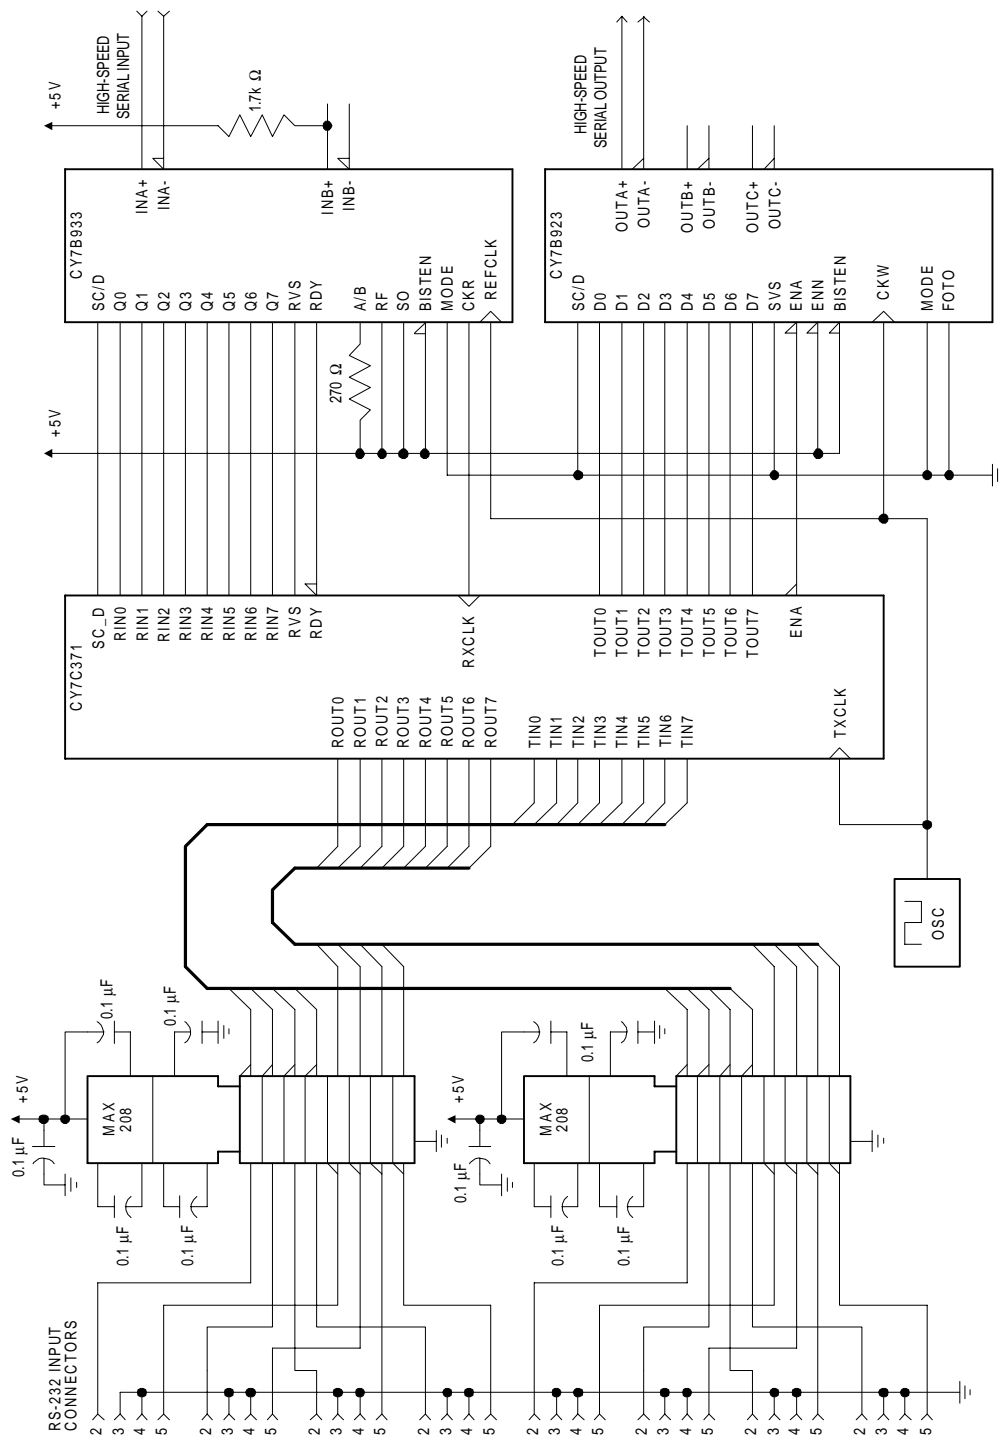 RS-232 INPUT
CONNECTORS
2
3
4
5
2
3
4
5
2
3
4
5
2
3
4
5
2
3
4
5
2
3
4
5
2
3
4
5
2
3
4
5
+5V
0.1 µF
MAX
208
0.1 µF
0.1 µF
0.1 µF
0.1 µF
+5V
0.1 µF
MAX
208
0.1 µF
0.1 µF
0.1 µF
0.1 µF
OSC
CY7C371
ROUT0
ROUT1
ROUT2
ROUT3
ROUT4
ROUT5
ROUT6
ROUT7
TIN0
TIN1
TIN2
TIN3
TIN4
TIN5
TIN6
TIN7
TXCLK
SC_D
RIN0
RIN1
RIN2
RIN3
RIN4
RIN5
RIN6
RIN7
RVS
RDY
RXCLK
TOUT0
TOUT1
TOUT2
TOUT3
TOUT4
TOUT5
TOUT6
TOUT7
ENA
+5V
270 Ω
CY7B933
SC/D
Q0
Q1
Q2
Q3
Q4
Q5
Q6
Q7
RVS
RDY
A/B
RF
SO
BISTEN
MODE
CKR
REFCLK
INA+
INA-
INB+
INB-
+5V
1.7k Ω
HIGH-SPEED
SERIAL INPUT
CY7B923
SC/D
D0
D1
D2
D3
D4
D5
D6
D7
SVS
ENA
ENN
BISTEN
CKW
MODE
FOTO
OUTA+
OUTA-
OUTB+
OUTB-
OUTC+
OUTC-
HIGH-SPEED
SERIAL OUTPUT